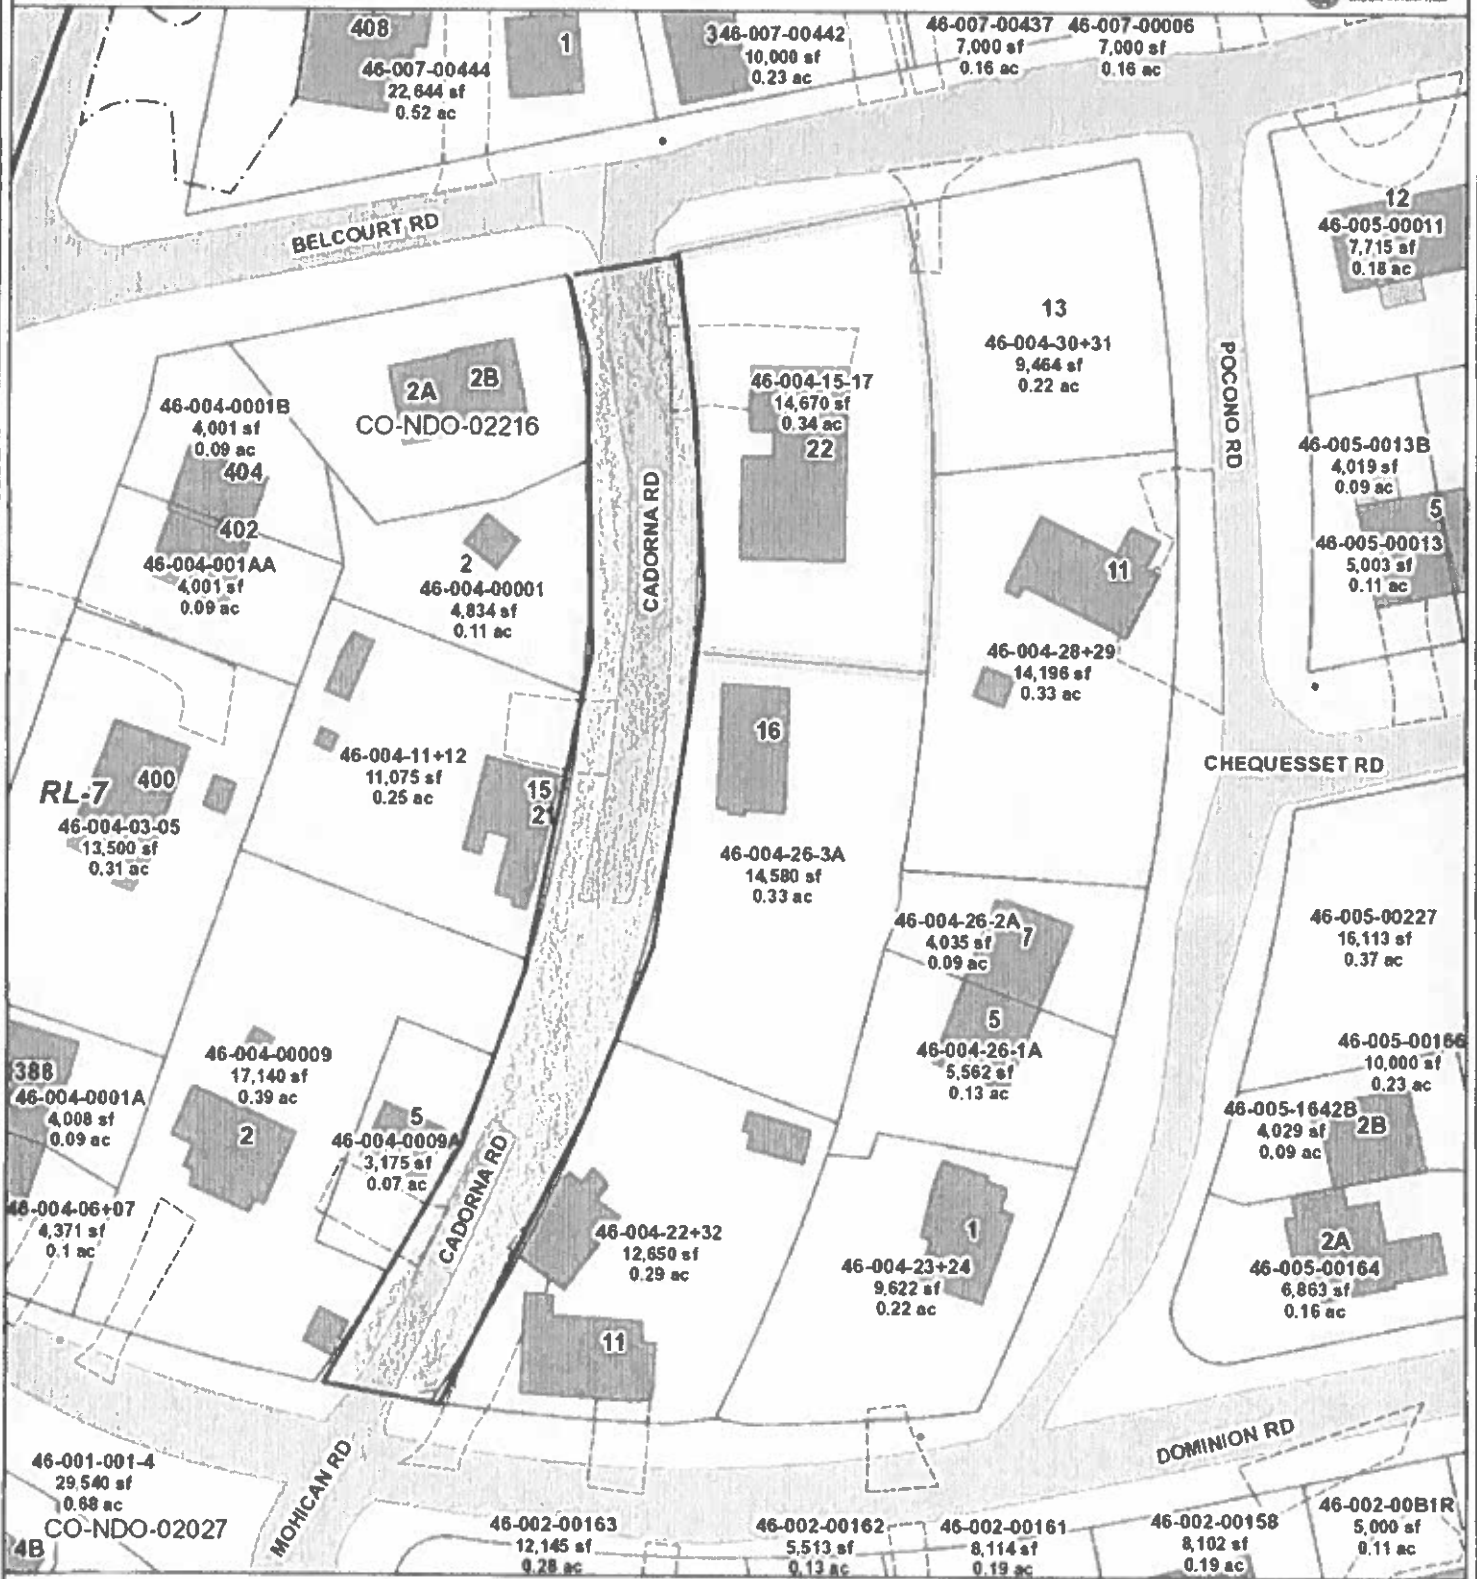 408
46-007-00444
22,644 sf
0.52 ac
1
3
46-007-00442
10,000 sf
0.23 ac
46-007-00437
7,000 sf
0.16 ac
46-007-00006
7,000 sf
0.16 ac
BELCOURT RD
12
46-005-00011
7,715 sf
0.18 ac
13
46-004-30+31
9,464 sf
0.22 ac
POCONO RD
2A
2B
CO-NDO-02216
46-004-15-17
14,670 sf
0.34 ac
22
46-004-0001B
4,001 sf
0.09 ac
404
402
46-004-001AA
4,001 sf
0.09 ac
2
46-004-00001
4,834 sf
0.11 ac
CADORNA RD
46-005-0013B
4,019 sf
0.09 ac
5
46-005-00013
5,003 sf
0.11 ac
11
46-004-28+29
14,196 sf
0.33 ac
16
46-004-11+12
11,075 sf
0.25 ac
15
21
RL-7
400
46-004-03-05
13,500 sf
0.31 ac
CHEQUESSET RD
46-004-26-3A
14,580 sf
0.33 ac
46-004-26-2A
4,035 sf
0.09 ac
7
46-005-00227
16,113 sf
0.37 ac
5
46-004-26-1A
5,562 sf
0.13 ac
46-005-00166
10,000 sf
0.23 ac
388
46-004-0001A
4,008 sf
0.09 ac
46-004-00009
17,140 sf
0.39 ac
2
5
46-004-0009A
3,175 sf
0.07 ac
46-005-1642B
4,029 sf
0.09 ac
2B
CADORNA RD
46-004-06+07
4,371 sf
0.1 ac
46-004-22+32
12,650 sf
0.29 ac
1
46-004-23+24
9,622 sf
0.22 ac
2A
46-005-00164
6,863 sf
0.16 ac
11
MOHICAN RD
DOMINION RD
46-001-001-4
29,540 sf
0.68 ac
CO-NDO-02027
4B
46-002-00163
12,145 sf
0.28 ac
46-002-00162
5,513 sf
0.13 ac
46-002-00161
8,114 sf
0.19 ac
46-002-00158
8,102 sf
0.19 ac
46-002-00B1R
5,000 sf
0.11 ac